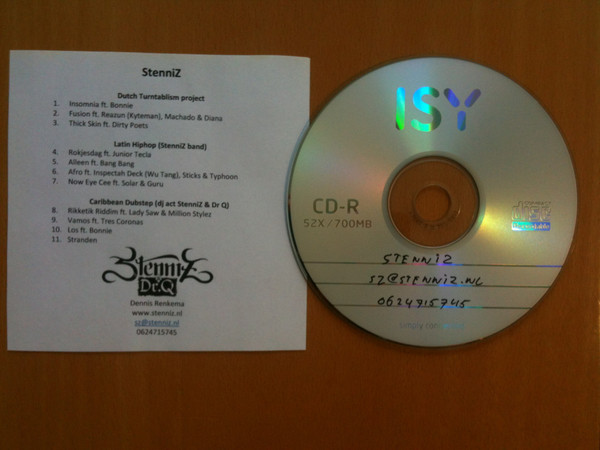 StenniZ
Dutch Turntablism project
1. Insomnia ft. Bonnie
2. Fusion ft. Reazun (Kyteman), Machado & Diana
3. Thick Skin ft. Dirty Poets
Latin Hiphop (StenniZ band)
4. Rokjesdag ft. Junior Tecla
5. Alleen ft. Bang Bang
6. Afro ft. Inspectah Deck (Wu Tang), Sticks & Typhoon
7. Now Eye Cee ft. Solar & Guru
Caribbean Dubstep (dj act StenniZ & Dr Q)
8. Rikketik Riddim ft. Lady Saw & Million Stylez
9. Vamos ft. Tres Coronas
10. Los ft. Bonnie
11. Stranden
StenniZ
Dr.Q
Dennis Renkema
www.stenniz.nl
sz@stenniz.nl
0624715745
ISY
CD-R
52X/700MB
STENNIZ
SZ@STENNIZ.NL
0624715745